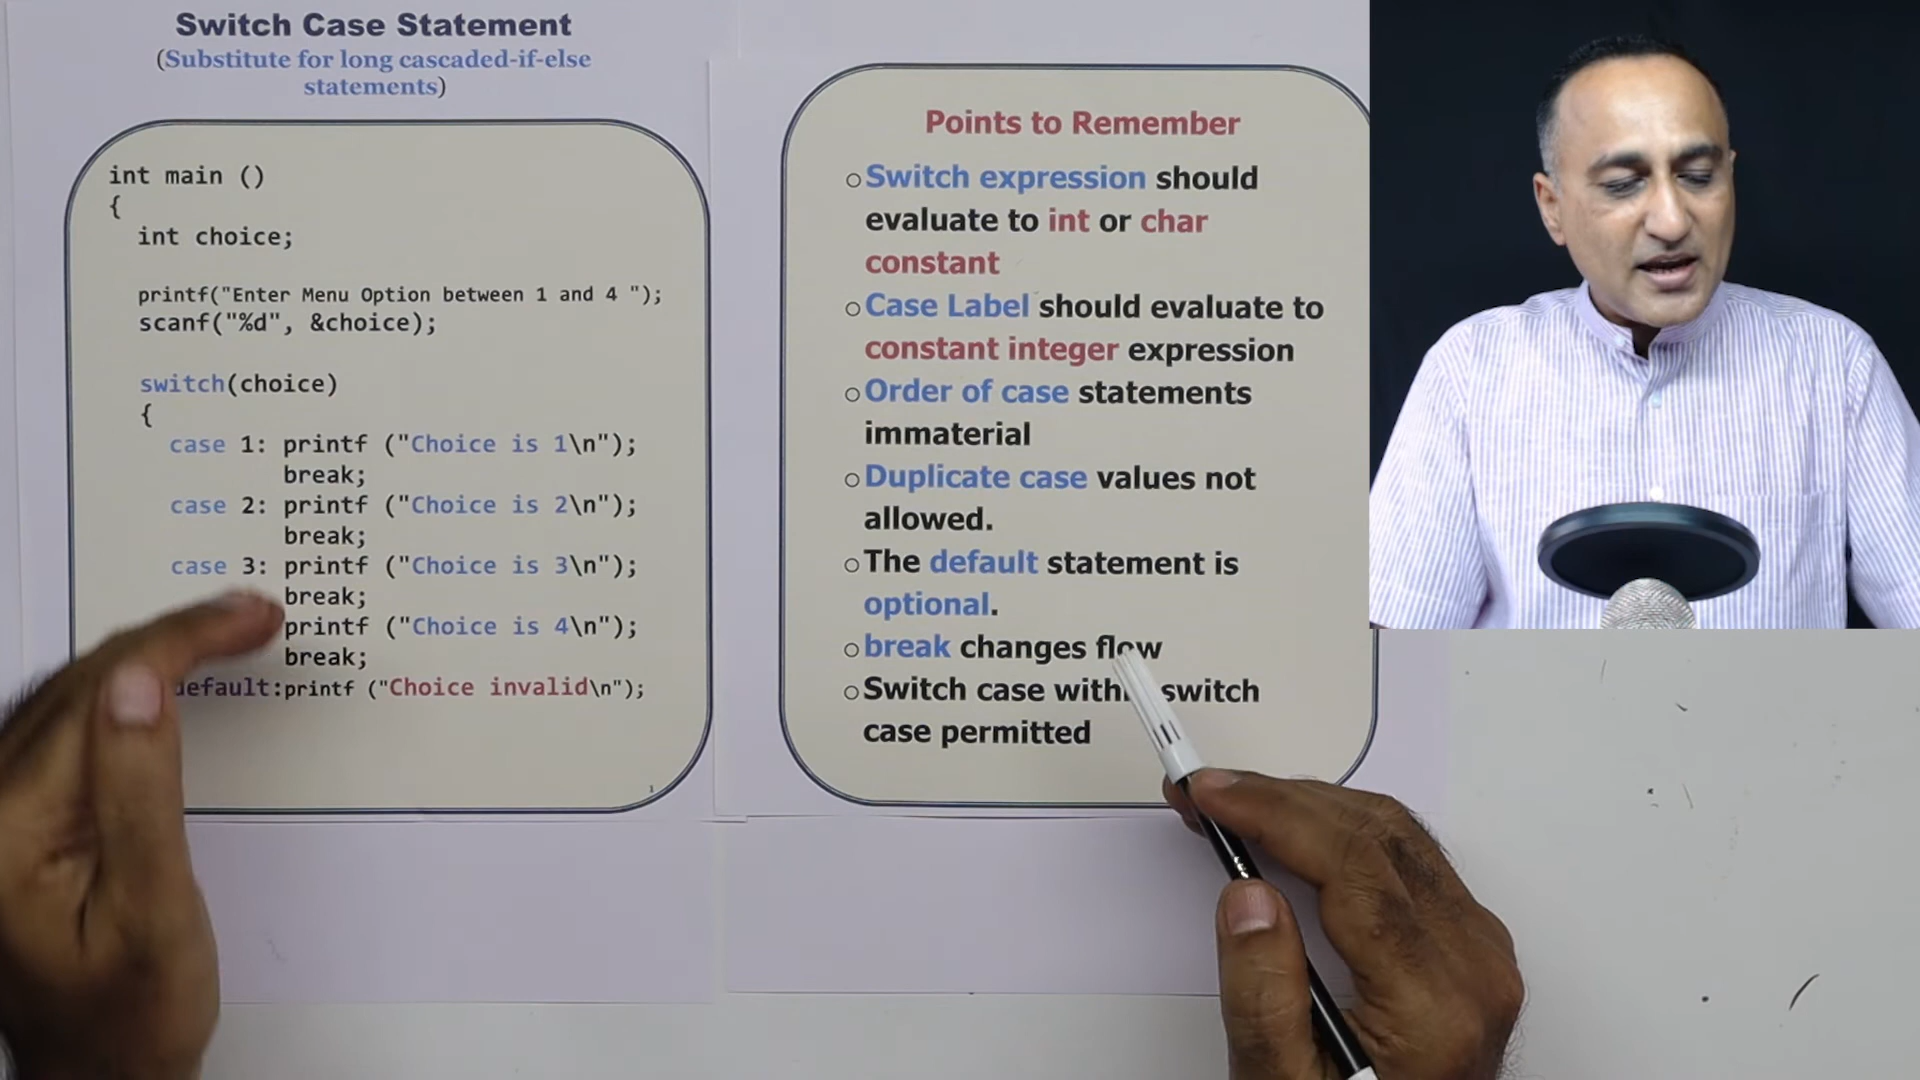 Switch Case Statement
(Substitute for long cascaded-if-else
statements)
int main ()
{
int choice;
printf("Enter Menu Option between 1 and 4 ");
scanf("%d", &choice);
switch(choice)
{
case 1: printf ("Choice is 1\n");
break;
case 2: printf ("Choice is 2\n");
break;
case 3: printf ("Choice is 3\n");
break;
printf ("Choice is 4\n");
break;
default:printf ("Choice invalid\n");
1
Points to Remember
○Switch expression should
evaluate to int or char
constant
○Case Label should evaluate to
constant integer expression
○Order of case statements
immaterial
○Duplicate case values not
allowed.
○The default statement is
optional.
○break changes flow
○Switch case within switch
case permitted